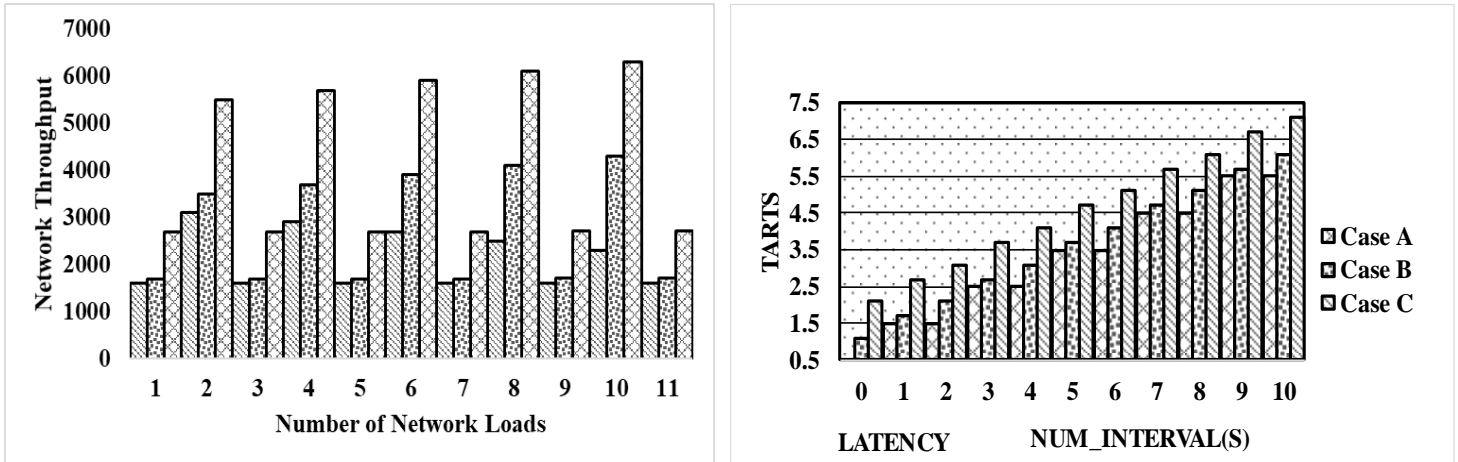 7000
6000
5000
4000
3000
2000
1000
0
Network Throughput
1 2 3 4 5 6 7 8 9 10 11
Number of Network Loads
7.5
6.5
5.5
4.5
3.5
2.5
1.5
0.5
TARTS
0 1 2 3 4 5 6 7 8 9 10
LATENCY NUM_INTERVAL(S)
Case A
Case B
Case C